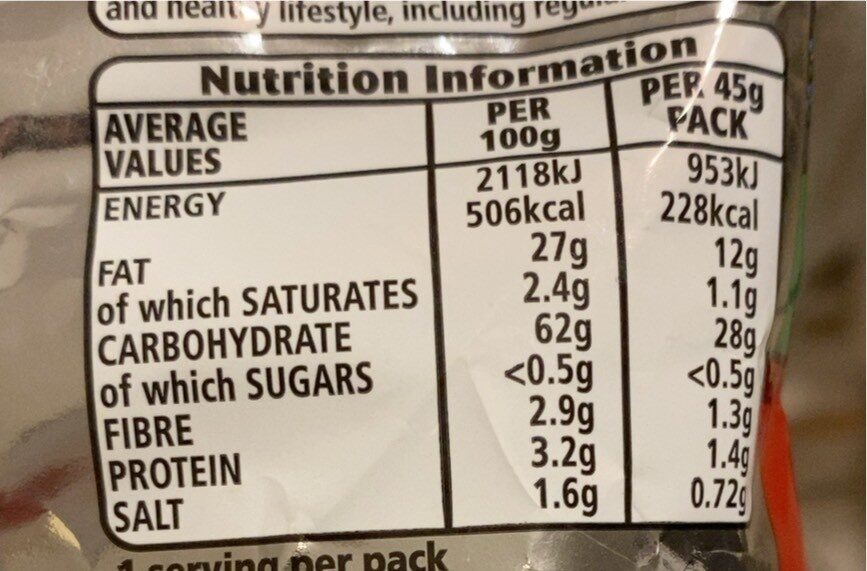 and healthy lifestyle, including
Nutrition Information
AVERAGE VALUES PER 100g PER 45g PACK
ENERGY 2118kJ 953kJ
506kcal 228kcal
FAT 27g 12g
of which SATURATES 2.4g 1.1g
CARBOHYDRATE 62g 28g
of which SUGARS <0.5g <0.5g
FIBRE 2.9g 1.3g
PROTEIN 3.2g 1.4g
SALT 1.6g 0.72g
1 serving per pack